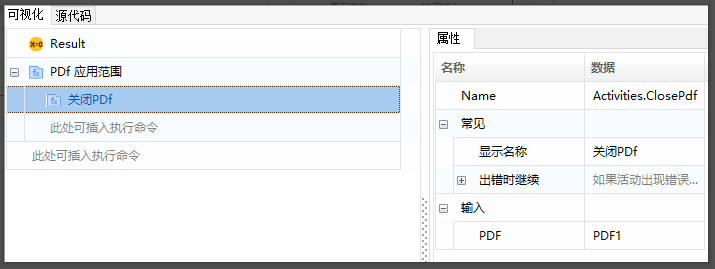 可视化 源代码
Result
PDf 应用范围
关闭PDf
此处可插入执行命令
此处可插入执行命令
属性
名称 数据
Name Activities.ClosePdf
常见
显示名称 关闭PDf
出错时继续 如果活动出现错误...
输入
PDF PDF1